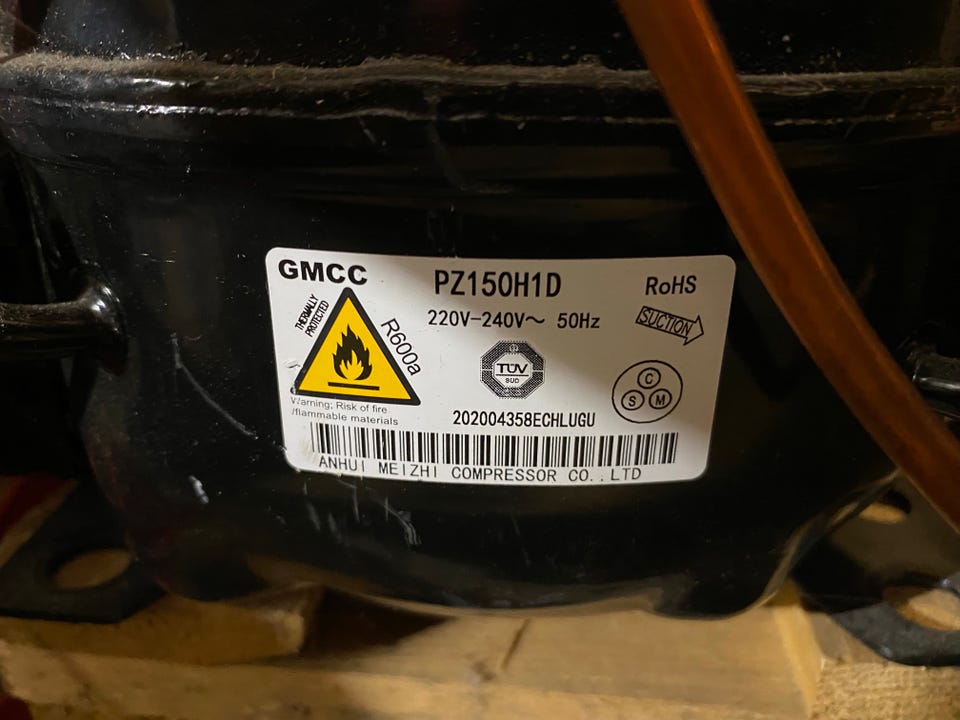 GMCC
PZ150H1D
RoHS
THERMALLY
PROTECTED
R600a
220V-240V～ 50Hz
SUCTION
TÜV
SUD
C
S M
Warning: Risk of fire
/flammable materials
202004358ECHLUGU
ANHUI MEIZHI COMPRESSOR CO.,LTD